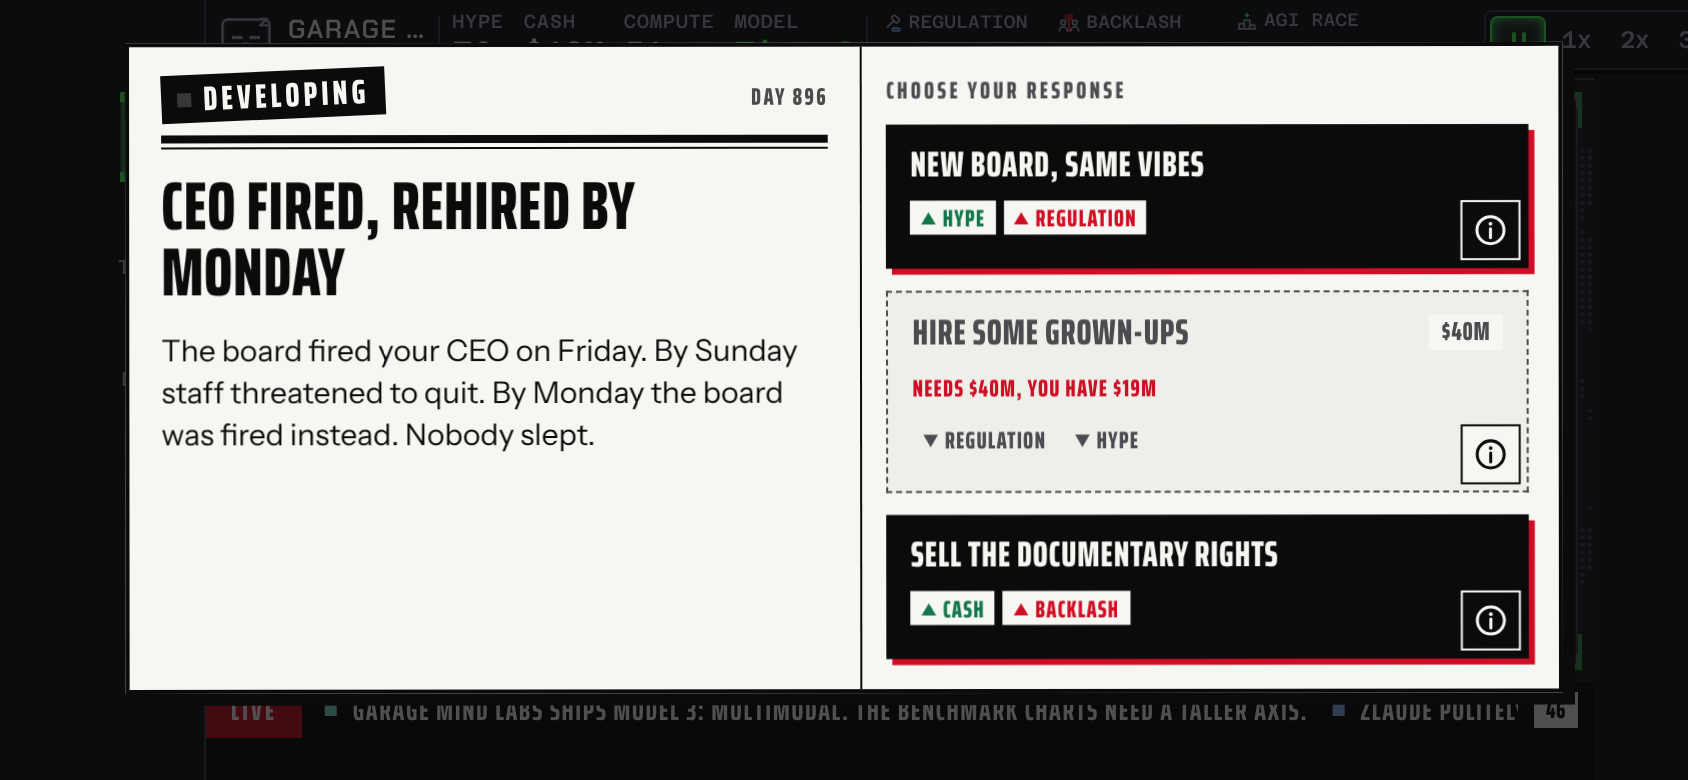 GARAGE ...
HYPE CASH COMPUTE MODEL
REGULATION BACKLASH AGI RACE
1x 2x
DEVELOPING
DAY 896
CEO FIRED, REHIRED BY
MONDAY
The board fired your CEO on Friday. By Sunday
staff threatened to quit. By Monday the board
was fired instead. Nobody slept.
CHOOSE YOUR RESPONSE
NEW BOARD, SAME VIBES
▲ HYPE ▲ REGULATION
HIRE SOME GROWN-UPS
$40M
NEEDS $40M, YOU HAVE $19M
▼ REGULATION ▼ HYPE
SELL THE DOCUMENTARY RIGHTS
▲ CASH ▲ BACKLASH
LIVE
GARAGE MIND LABS SHIPS MODEL 3: MULTIMODAL. THE BENCHMARK CHARTS NEED A TALLER AXIS.
ZLAUDE
46